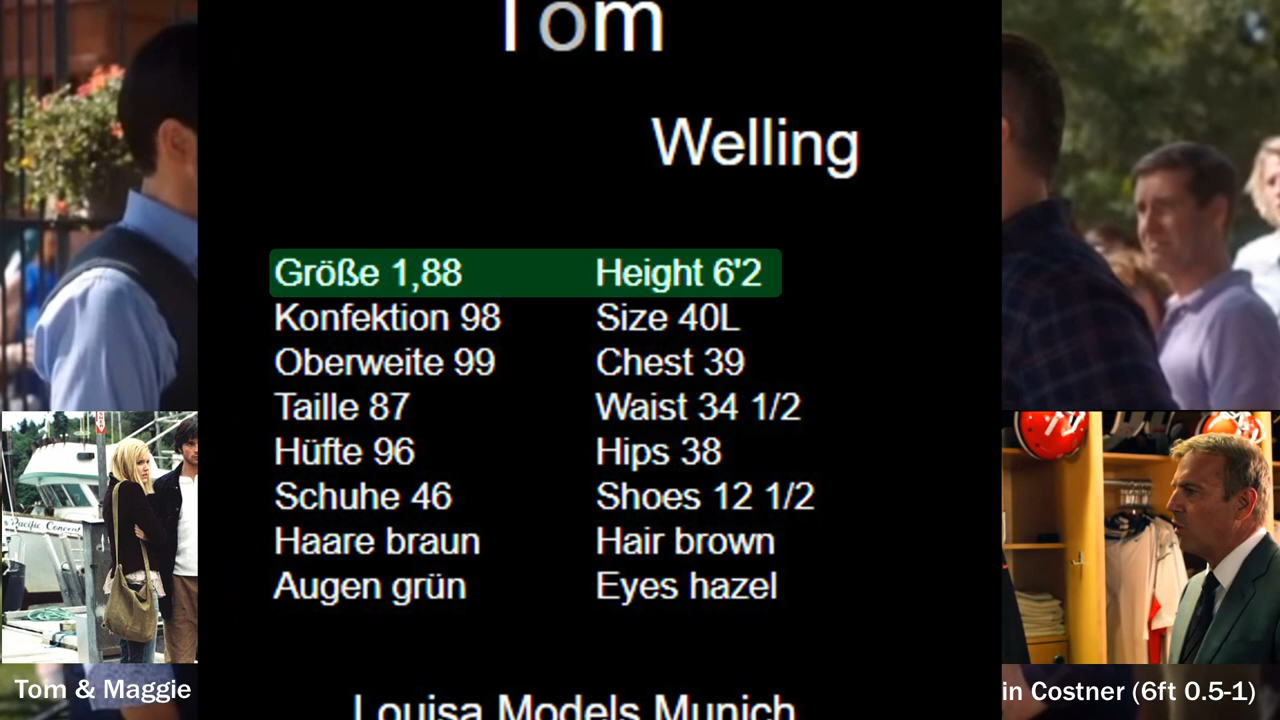 Tom
Welling
Größe 1,88 Height 6'2
Konfektion 98 Size 40L
Oberweite 99 Chest 39
Taille 87 Waist 34 1/2
Hüfte 96 Hips 38
Schuhe 46 Shoes 12 1/2
Haare braun Hair brown
Augen grün Eyes hazel
Tom & Maggie
in Costner (6ft 0.5-1)
Louisa Models Munich